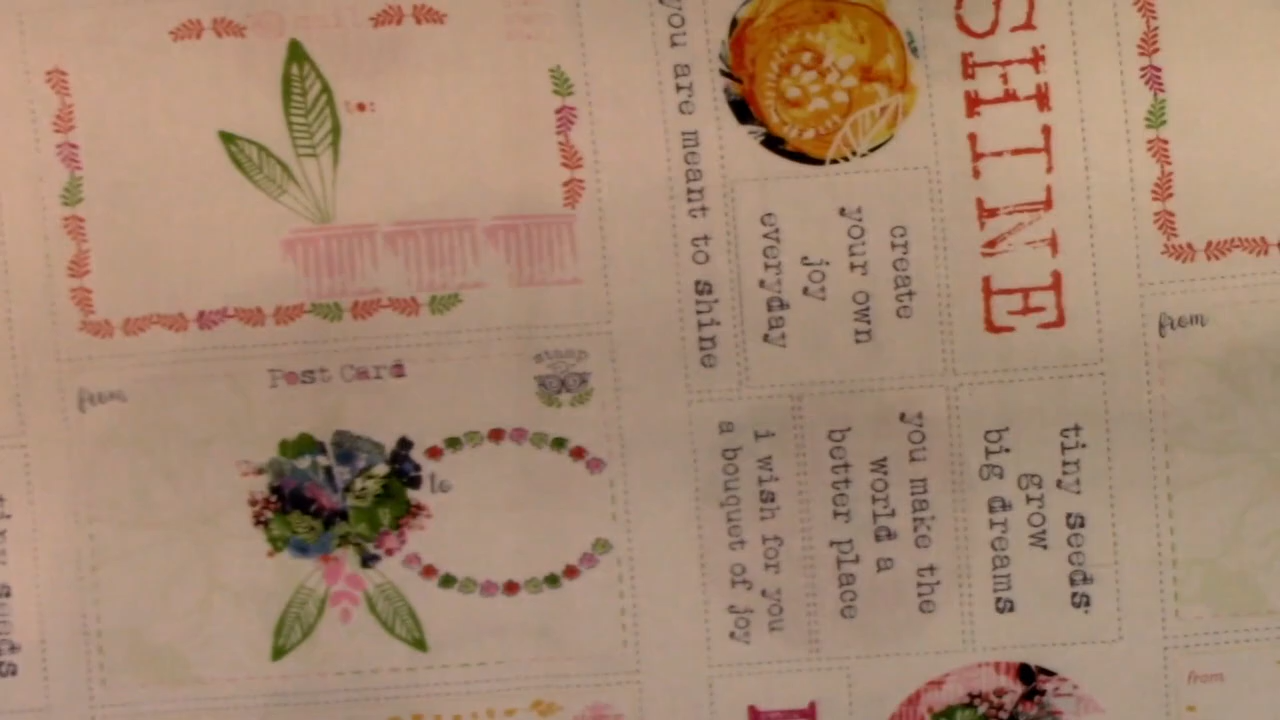 to:
from
Post Card
stamp
to
SHINE
you are meant to shine
create
your own
joy
everyday
tiny seeds
grow
big dreams
you make the
world a
better place
i wish for you
a bouquet of joy
from
from